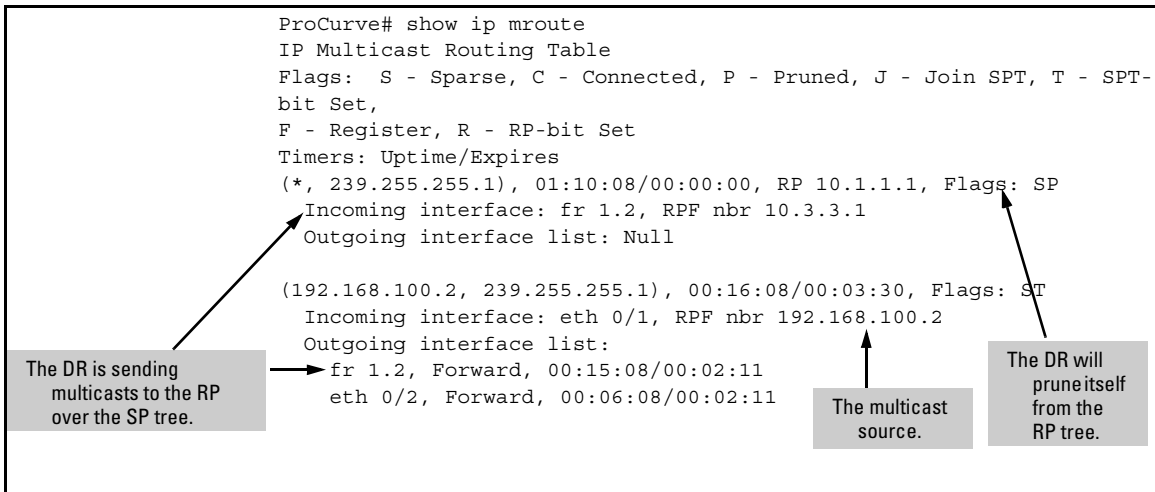 ProCurve# show ip mroute
IP Multicast Routing Table
Flags:  S - Sparse, C - Connected, P - Pruned, J - Join SPT, T - SPT-
bit Set,
F - Register, R - RP-bit Set
Timers: Uptime/Expires
(*, 239.255.255.1), 01:10:08/00:00:00, RP 10.1.1.1, Flags: SP
Incoming interface: fr 1.2, RPF nbr 10.3.3.1
Outgoing interface list: Null
(192.168.100.2, 239.255.255.1), 00:16:08/00:03:30, Flags: ST
Incoming interface: eth 0/1, RPF nbr 192.168.100.2
Outgoing interface list:
fr 1.2, Forward, 00:15:08/00:02:11
eth 0/2, Forward, 00:06:08/00:02:11
The DR is sending
multicasts to the RP
over the SP tree.
The multicast
source.
The DR will
prune itself
from the
RP tree.